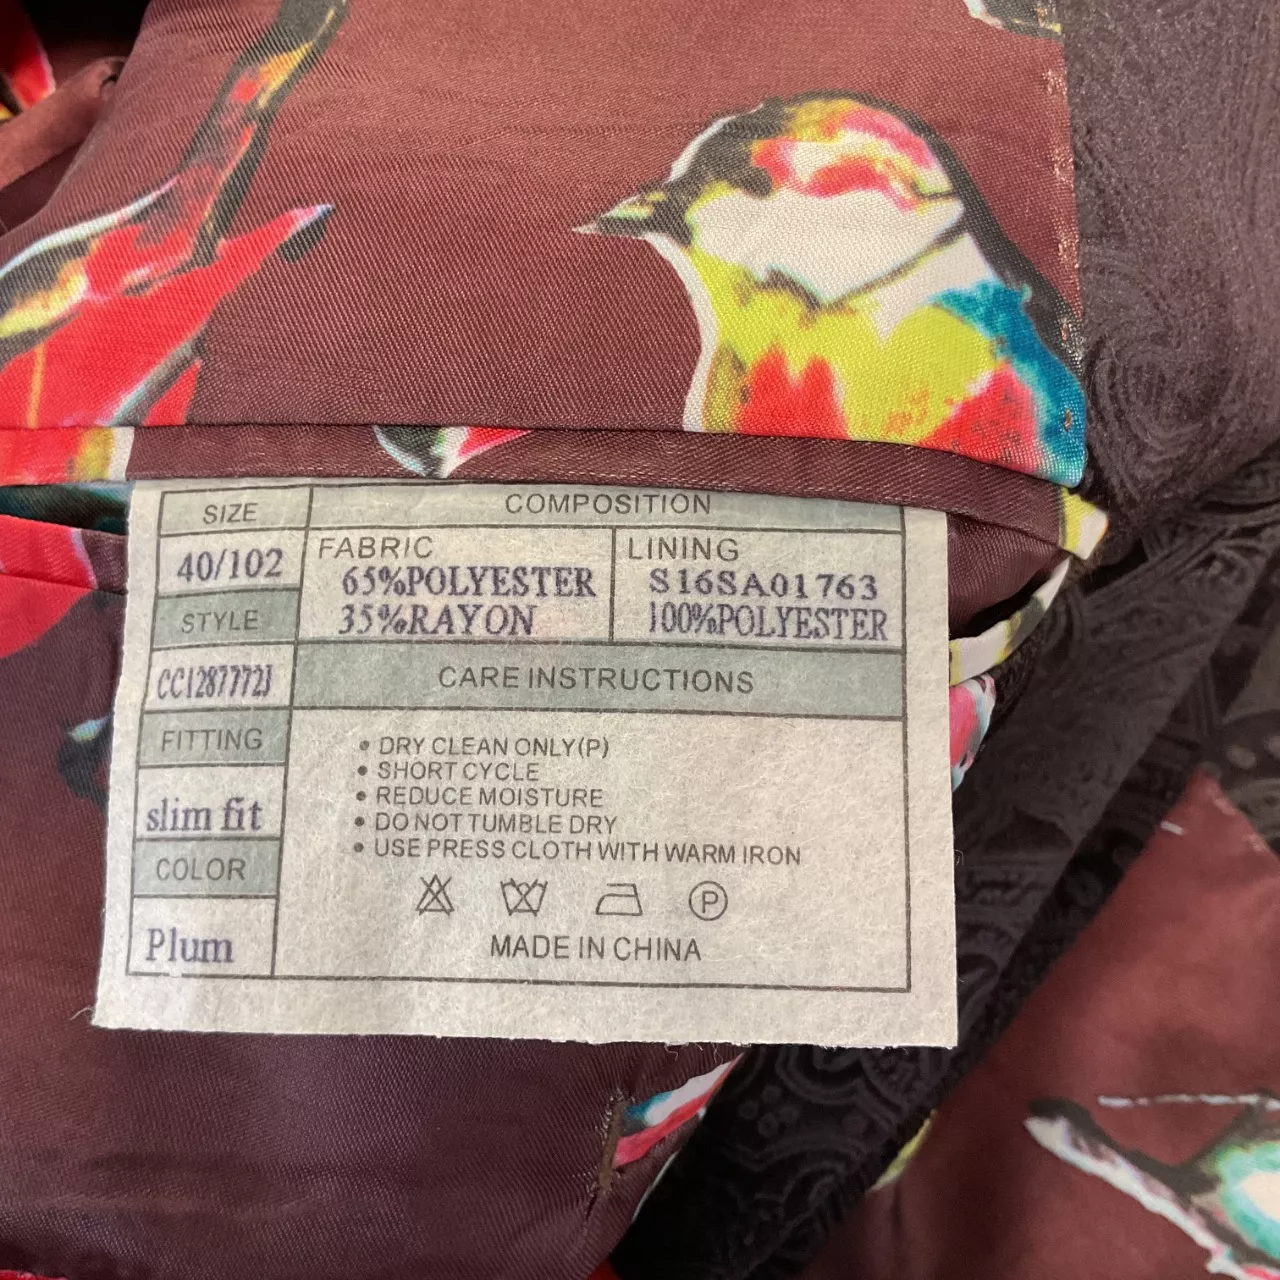 SIZE
COMPOSITION
40/102
FABRIC
65%POLYESTER
35%RAYON
LINING
S16SA01763
100%POLYESTER
STYLE
CC1287772J
CARE INSTRUCTIONS
FITTING
slim fit
COLOR
Plum
• DRY CLEAN ONLY(P)
• SHORT CYCLE
• REDUCE MOISTURE
• DO NOT TUMBLE DRY
• USE PRESS CLOTH WITH WARM IRON
P
MADE IN CHINA